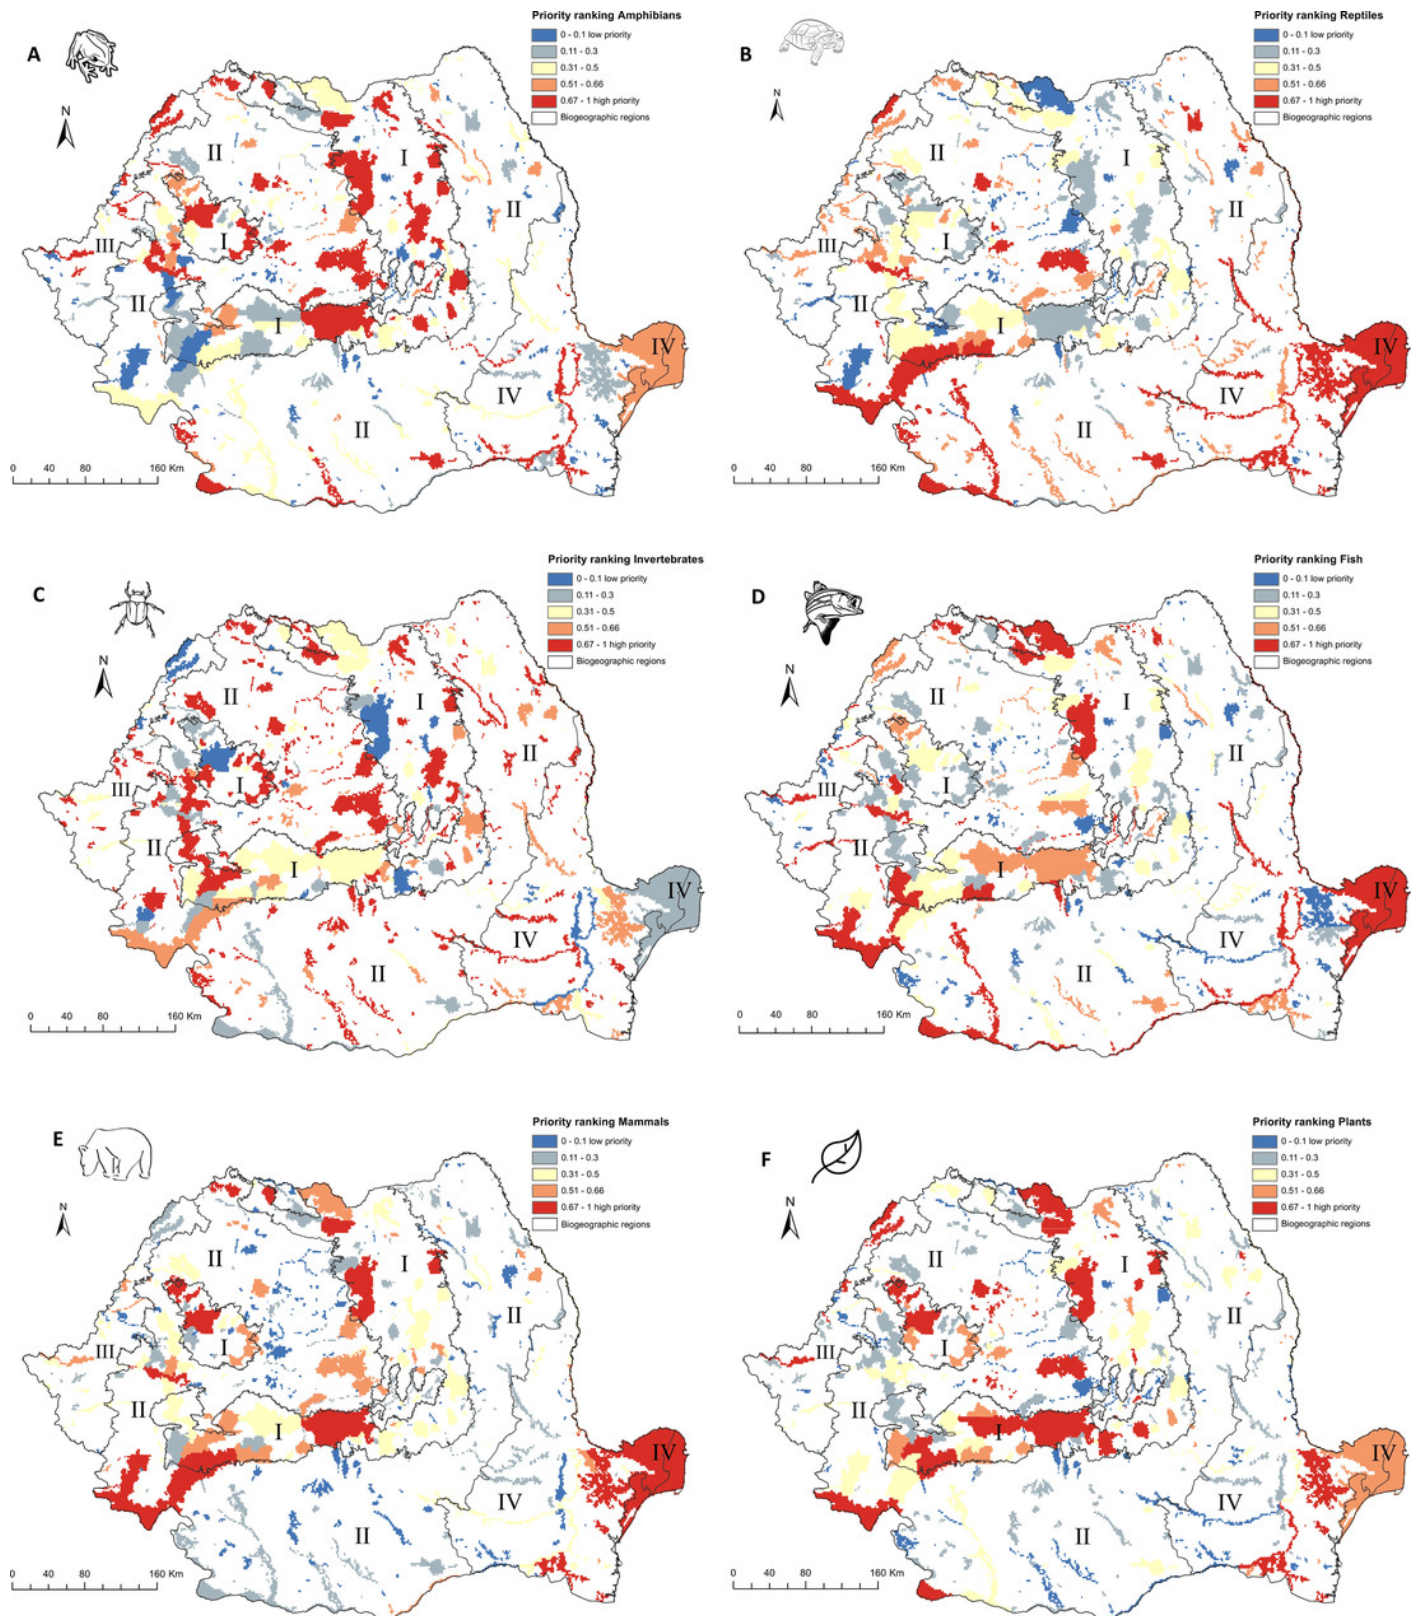 Priority ranking Amphibians
0 - 0.1 low priority
0.11 - 0.3
0.31 - 0.5
0.51 - 0.66
0.67 - 1 high priority
Biogeographic regions
A
N
II
I
II
III
I
II
I
IV
IV
II
0 40 80 160 Km
Priority ranking Reptiles
0 - 0.1 low priority
0.11 - 0.3
0.31 - 0.5
0.51 - 0.66
0.67 - 1 high priority
Biogeographic regions
B
N
II
I
II
III
I
II
I
IV
IV
II
0 40 80 160 Km
Priority ranking Invertebrates
0 - 0.1 low priority
0.11 - 0.3
0.31 - 0.5
0.51 - 0.66
0.67 - 1 high priority
Biogeographic regions
C
N
II
I
II
III
I
II
I
IV
IV
II
0 40 80 160 Km
Priority ranking Fish
0 - 0.1 low priority
0.11 - 0.3
0.31 - 0.5
0.51 - 0.66
0.67 - 1 high priority
Biogeographic regions
D
N
II
I
II
III
I
II
I
IV
IV
II
0 40 80 160 Km
Priority ranking Mammals
0 - 0.1 low priority
0.11 - 0.3
0.31 - 0.5
0.51 - 0.66
0.67 - 1 high priority
Biogeographic regions
E
N
II
I
II
III
I
II
I
IV
IV
II
0 40 80 160 Km
Priority ranking Plants
0 - 0.1 low priority
0.11 - 0.3
0.31 - 0.5
0.51 - 0.66
0.67 - 1 high priority
Biogeographic regions
F
N
II
I
II
III
I
II
I
IV
IV
II
0 40 80 160 Km